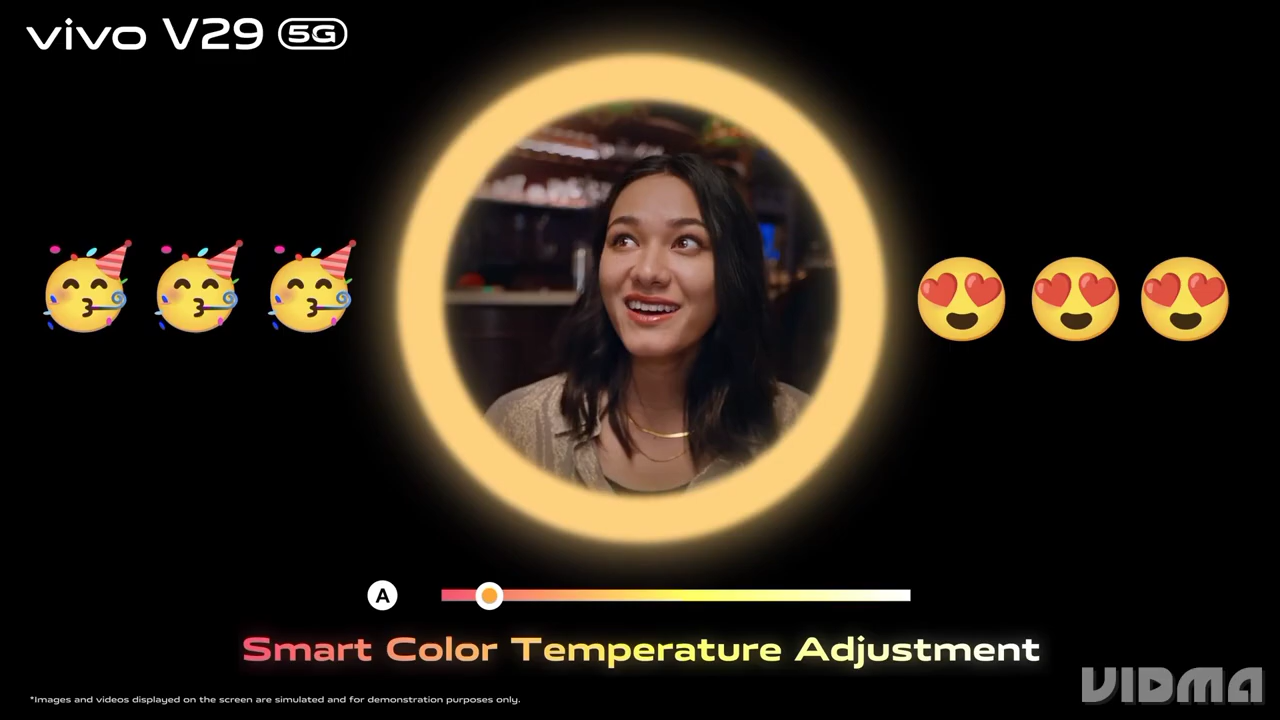 vivo V29 5G
A
Smart Color Temperature Adjustment
VIDMA
*Images and videos displayed on the screen are simulated and for demonstration purposes only.